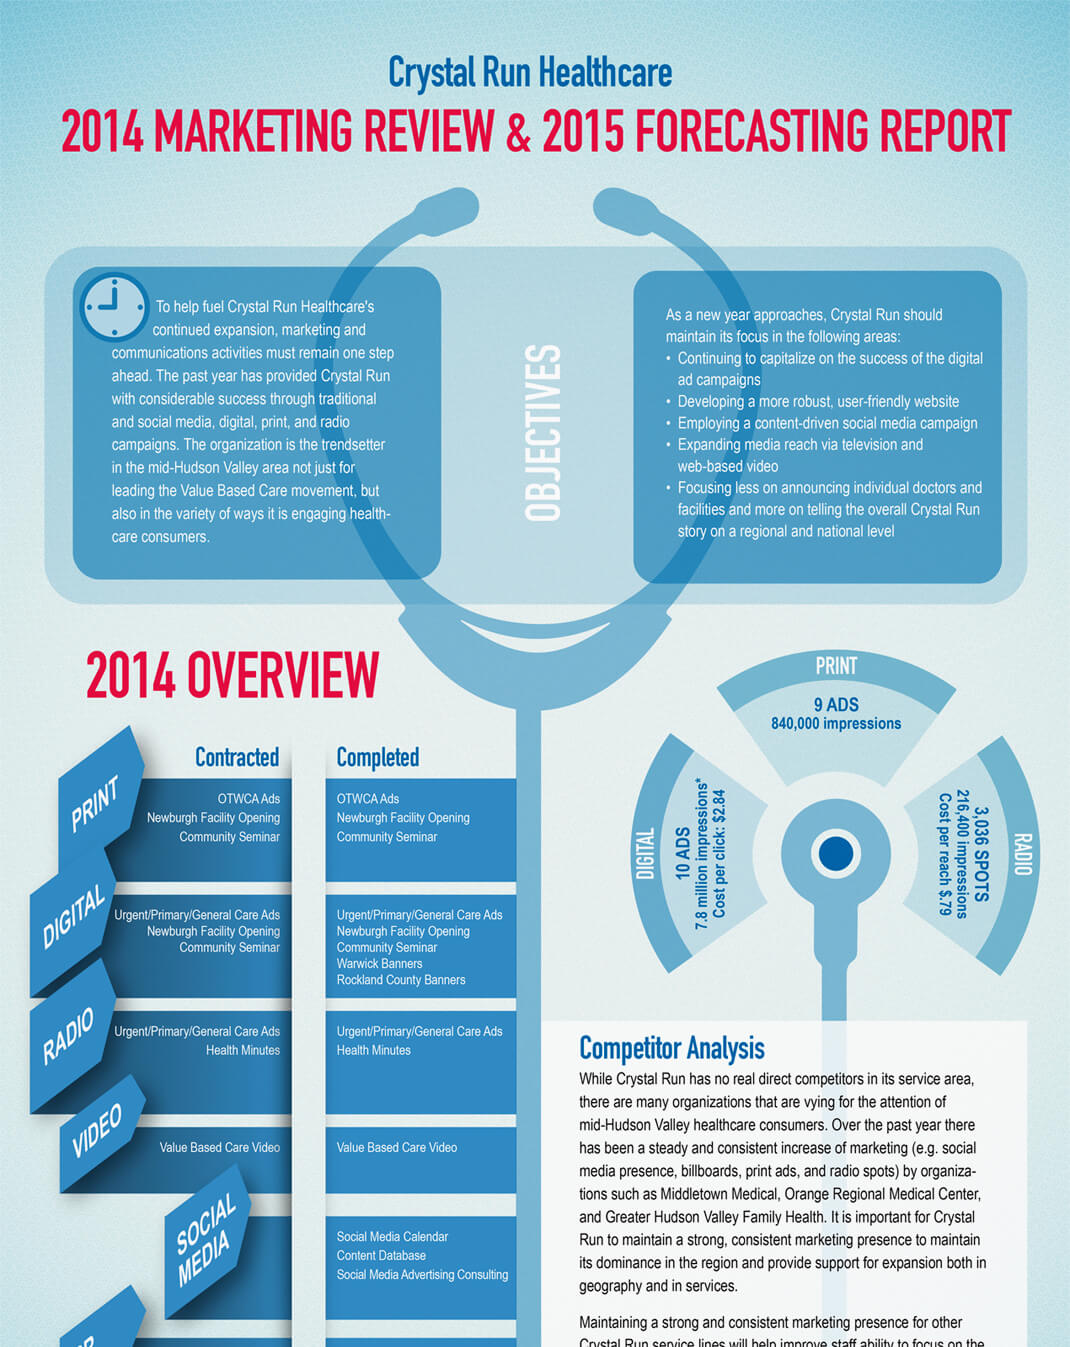 Crystal Run Healthcare
2014 MARKETING REVIEW & 2015 FORECASTING REPORT
To help fuel Crystal Run Healthcare's
continued expansion, marketing and
communications activities must remain one step
ahead. The past year has provided Crystal Run
with considerable success through traditional
and social media, digital, print, and radio
campaigns. The organization is the trendsetter
in the mid-Hudson Valley area not just for
leading the Value Based Care movement, but
also in the variety of ways it is engaging health-
care consumers.
OBJECTIVES
As a new year approaches, Crystal Run should
maintain its focus in the following areas:
• Continuing to capitalize on the success of the digital
ad campaigns
• Developing a more robust, user-friendly website
• Employing a content-driven social media campaign
• Expanding media reach via television and
web-based video
• Focusing less on announcing individual doctors and
facilities and more on telling the overall Crystal Run
story on a regional and national level
2014 OVERVIEW
Contracted
Completed
PRINT
OTWCA Ads
Newburgh Facility Opening
Community Seminar
OTWCA Ads
Newburgh Facility Opening
Community Seminar
DIGITAL
Urgent/Primary/General Care Ads
Newburgh Facility Opening
Community Seminar
Urgent/Primary/General Care Ads
Newburgh Facility Opening
Community Seminar
Warwick Banners
Rockland County Banners
RADIO
Urgent/Primary/General Care Ads
Health Minutes
Urgent/Primary/General Care Ads
Health Minutes
VIDEO
Value Based Care Video
Value Based Care Video
SOCIAL
MEDIA
Social Media Calendar
Content Database
Social Media Advertising Consulting
PRINT
9 ADS
840,000 impressions
DIGITAL
10 ADS
7.8 million impressions*
Cost per click: $2.84
RADIO
3,036 SPOTS
216,400 impressions
Cost per reach $.79
Competitor Analysis
While Crystal Run has no real direct competitors in its service area,
there are many organizations that are vying for the attention of
mid-Hudson Valley healthcare consumers. Over the past year there
has been a steady and consistent increase of marketing (e.g. social
media presence, billboards, print ads, and radio spots) by organiza-
tions such as Middletown Medical, Orange Regional Medical Center,
and Greater Hudson Valley Family Health. It is important for Crystal
Run to maintain a strong, consistent marketing presence to maintain
its dominance in the region and provide support for expansion both in
geography and in services.
Maintaining a strong and consistent marketing presence for other
Crystal Run service lines will help improve staff ability to focus on the